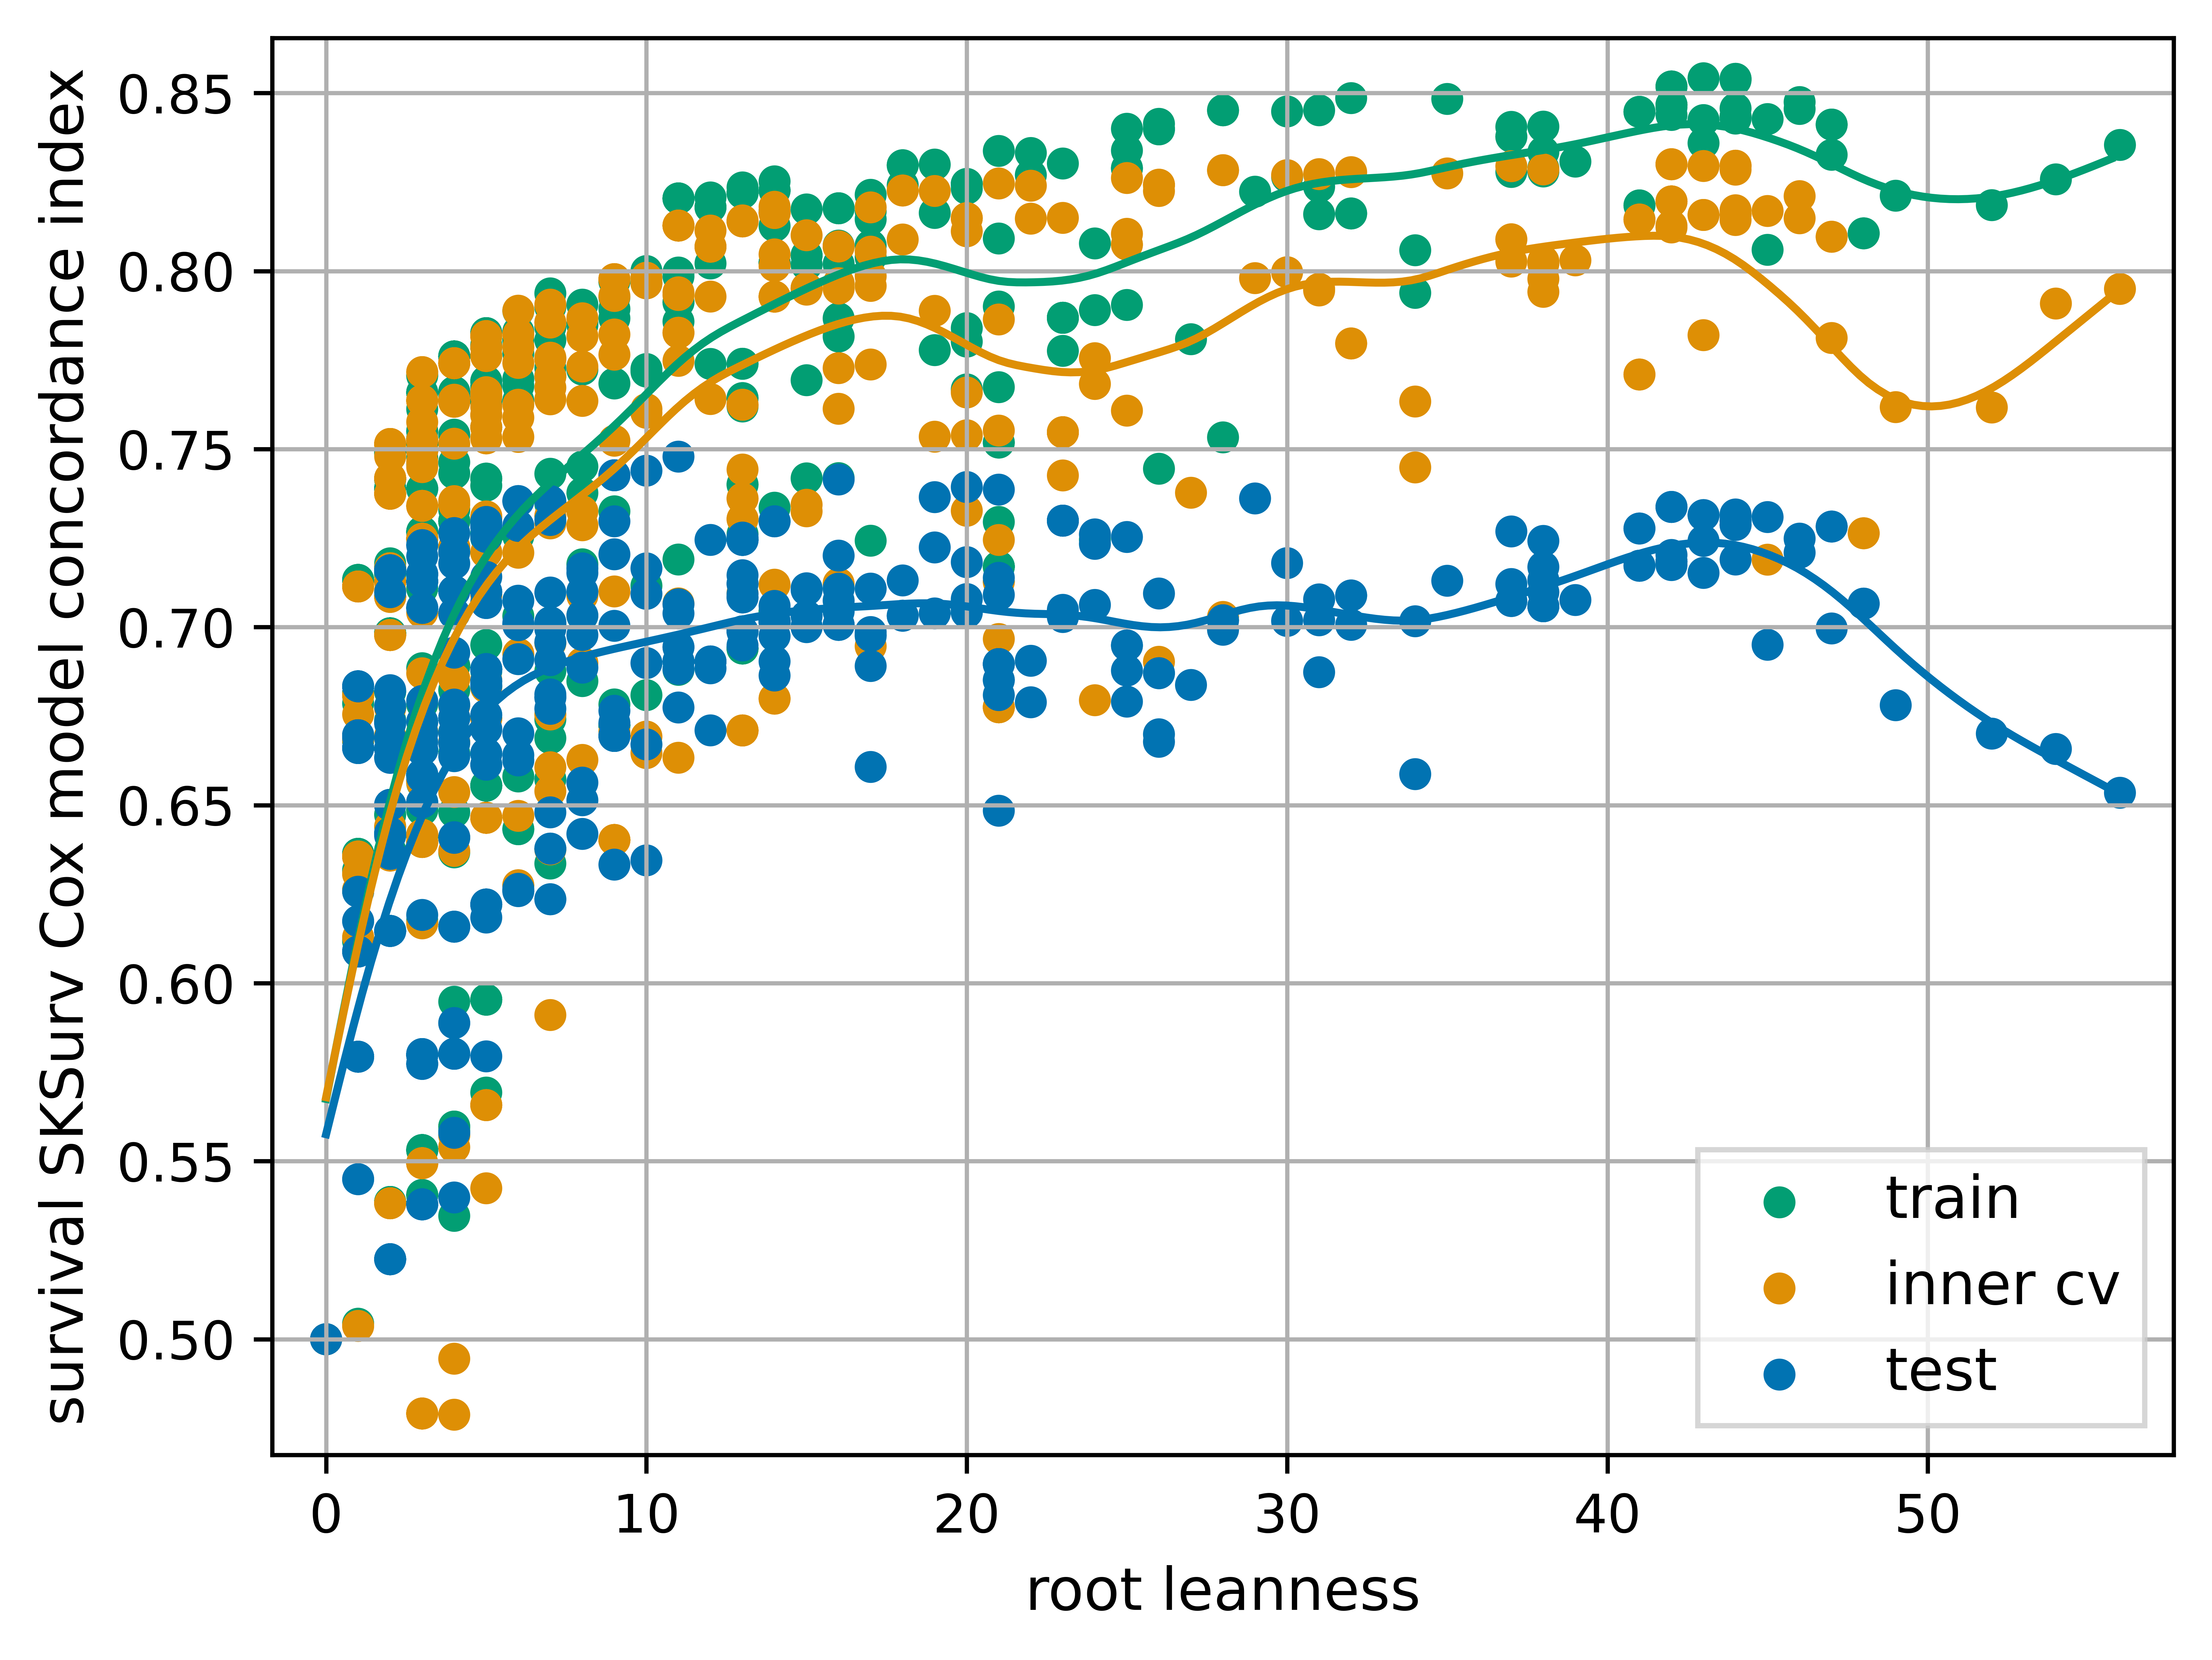 survival SKSurv Cox model concordance index
0.85
0.80
0.75
0.70
0.65
0.60
0.55
0.50
train
inner cv
test
0 10 20 30 40 50
root leanness